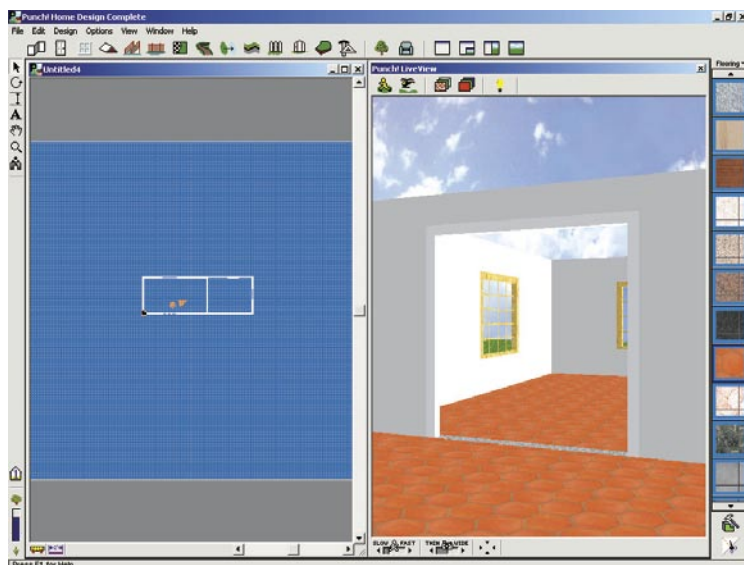 Punch! Home Design Complete
File Edit Design Options View Window Help
Untitled4
Punch! LiveView
Flooring
A
SLOW FAST
THIN WIDE
Press F1 for Help